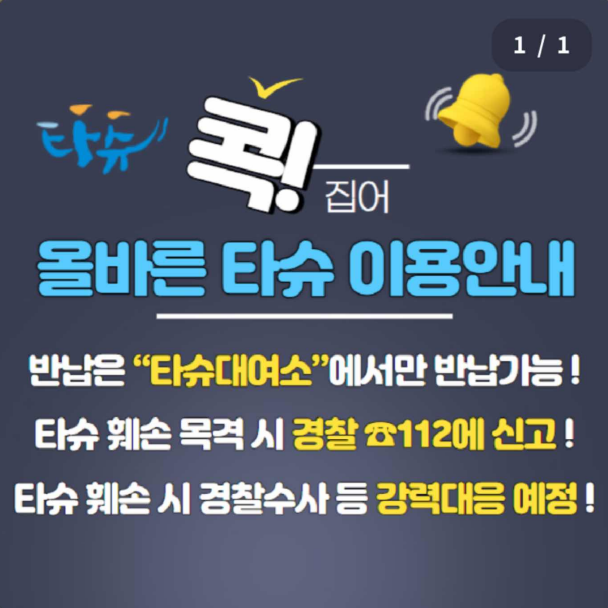 1 / 1
타슈
콕!
집어
올바른 타슈 이용안내
반납은 “타슈대여소”에서만 반납가능 !
타슈 훼손 목격 시 경찰 ☎112에 신고 !
타슈 훼손 시 경찰수사 등 강력대응 예정 !